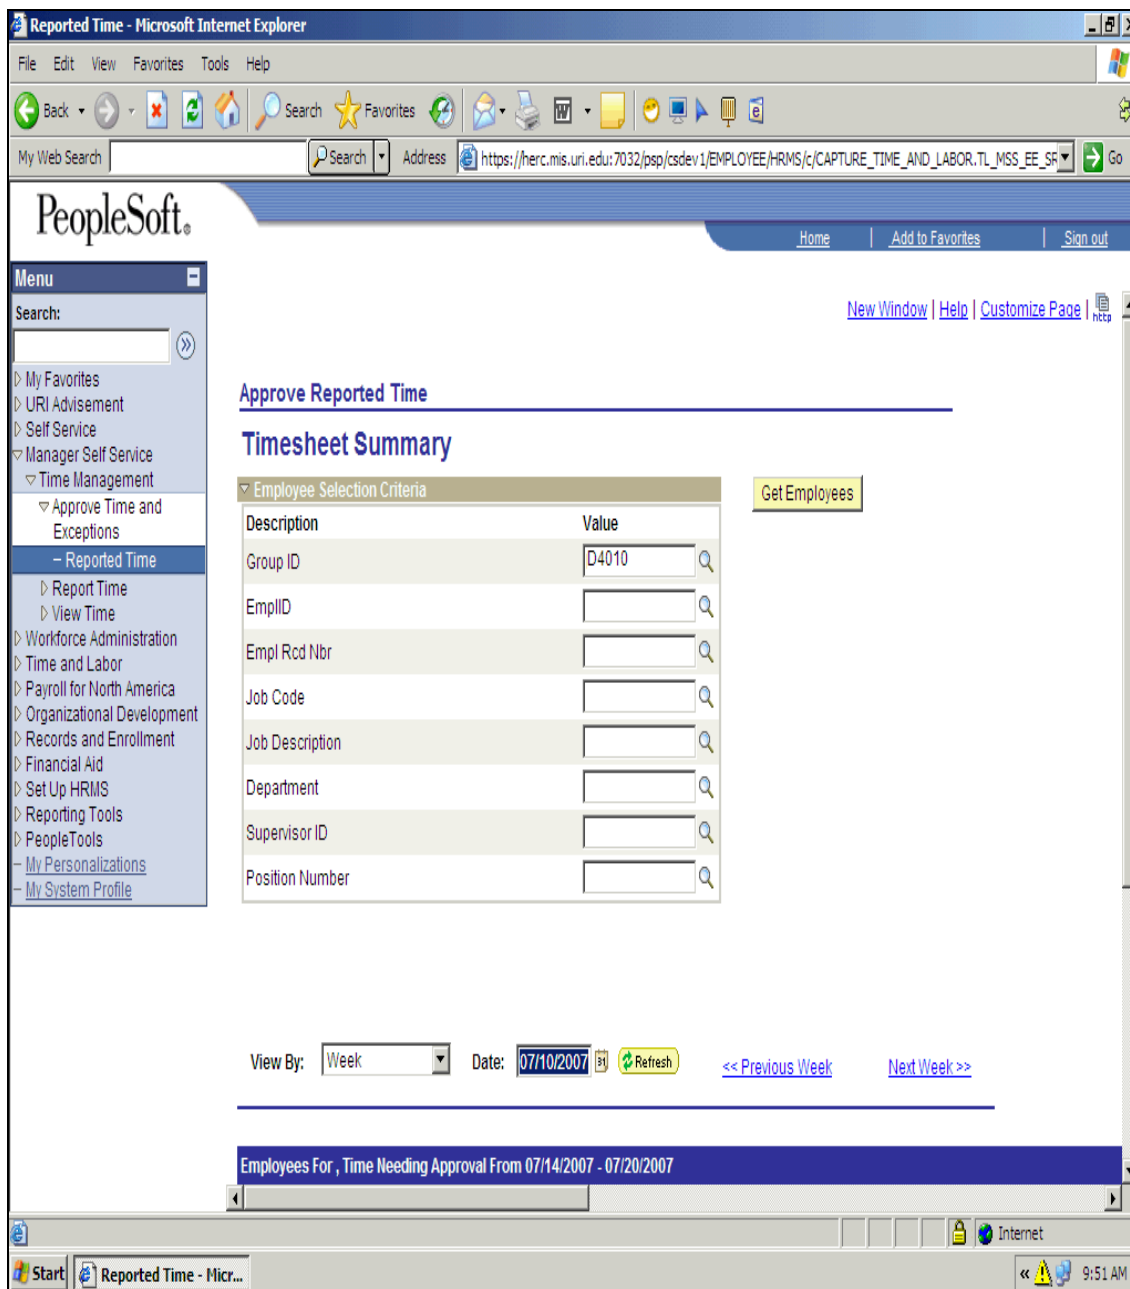 Reported Time - Microsoft Internet Explorer
File Edit View Favorites Tools Help
Back Search Favorites
My Web Search Search Address https://herc.mis.uri.edu:7032/psp/csdev1/EMPLOYEE/HRMS/c/CAPTURE_TIME_AND_LABOR.TL_MSS_EE_SR Go
PeopleSoft®
Home | Add to Favorites | Sign out
New Window | Help | Customize Page | http
Menu
Search:
My Favorites
URI Advisement
Self Service
Manager Self Service
Time Management
Approve Time and
Exceptions
– Reported Time
Report Time
View Time
Workforce Administration
Time and Labor
Payroll for North America
Organizational Development
Records and Enrollment
Financial Aid
Set Up HRMS
Reporting Tools
PeopleTools
– My Personalizations
– My System Profile
Approve Reported Time
Timesheet Summary
Employee Selection Criteria
Get Employees
Description Value
Group ID D4010
EmplID
Empl Rcd Nbr
Job Code
Job Description
Department
Supervisor ID
Position Number
View By: Week Date: 07/10/2007 31 Refresh << Previous Week Next Week >>
Employees For , Time Needing Approval From 07/14/2007 - 07/20/2007
Internet
Start Reported Time - Micr... « 9:51 AM